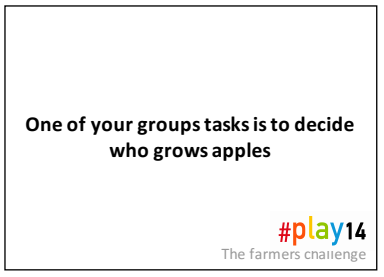 One of your groups tasks is to decide
who grows apples
#play14
The farmers challenge